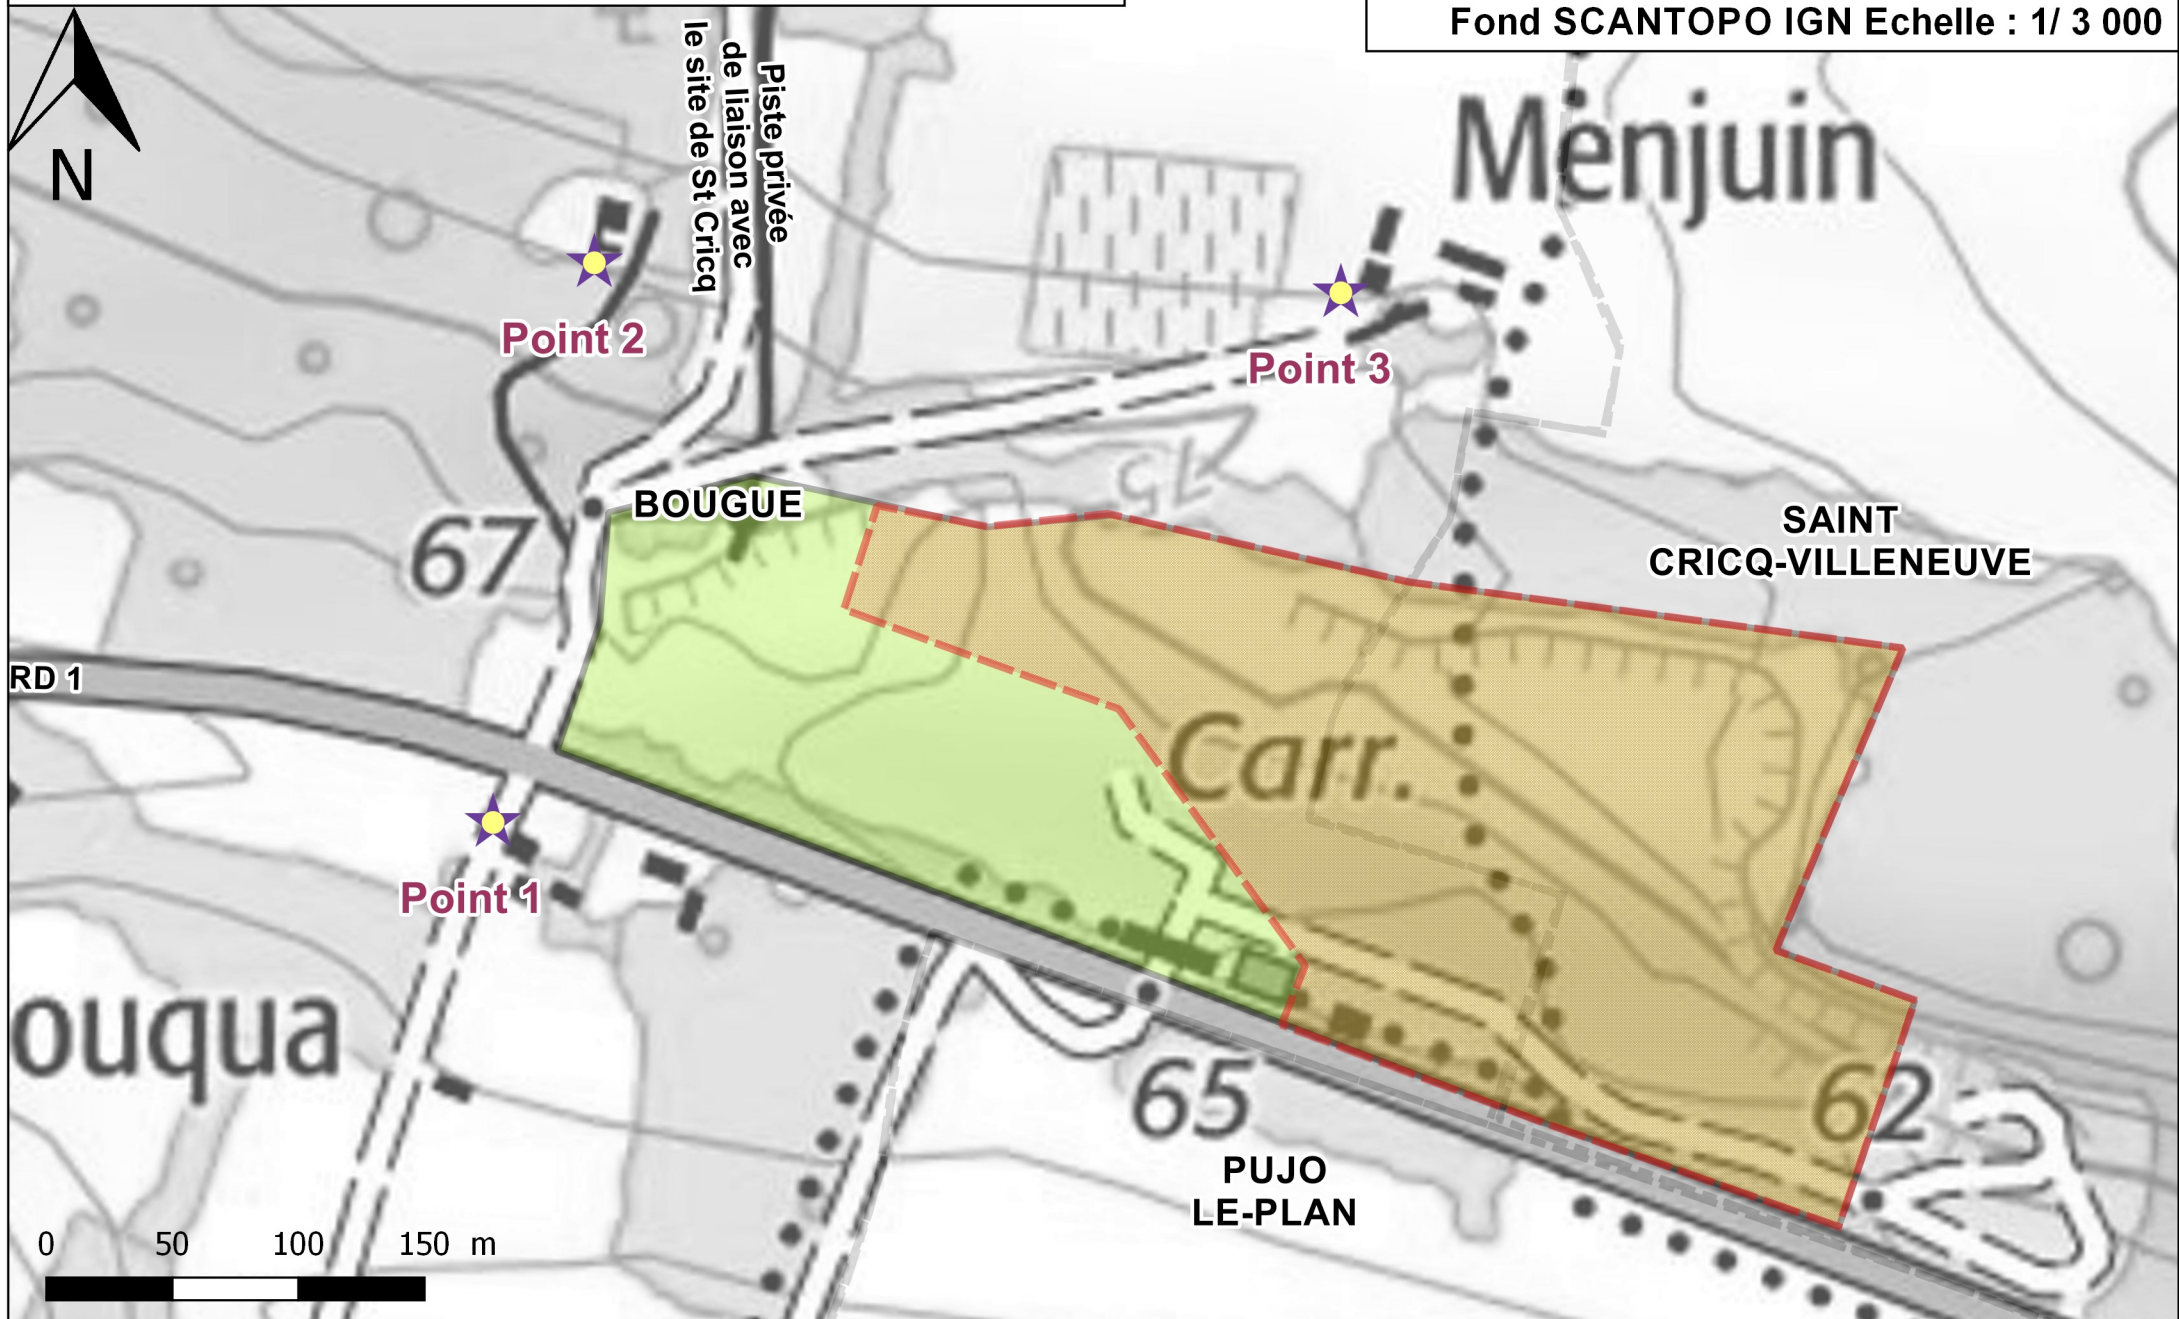 Fond SCANTOPO IGN Echelle : 1/ 3 000
N
Piste privée
de liaison avec
le site de St Cricq
Menjuin
Point 2
Point 3
75
BOUGUE
67
SAINT
CRICQ-VILLENEUVE
RD 1
Carr.
Point 1
ouqua
65
62
PUJO
LE-PLAN
0 50 100 150 m